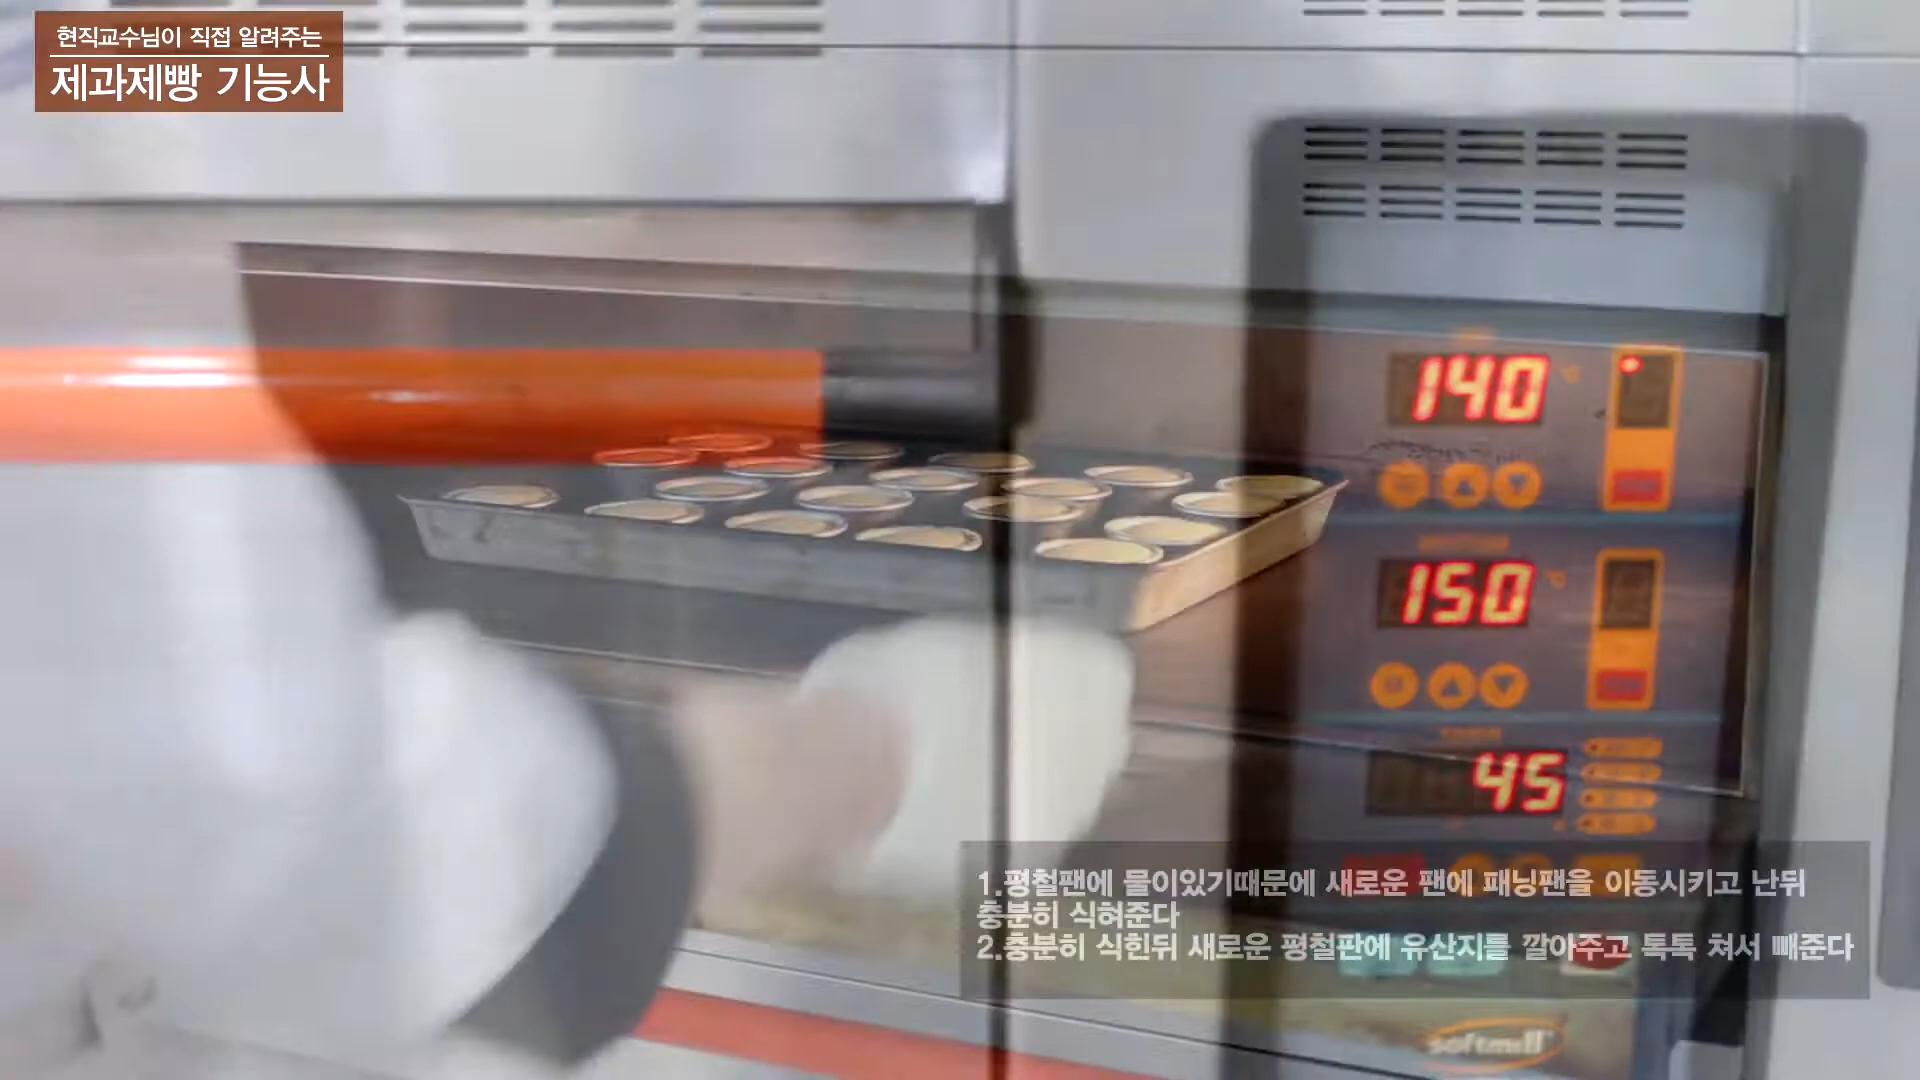 현직교수님이 직접 알려주는
제과제빵 기능사
140
150
45
1.평철팬에 물이있기때문에 새로운 팬에 패닝팬을 이동시키고 난뒤
충분히 식혀준다
2.충분히 식힌뒤 새로운 평철판에 유산지를 깔아주고 톡톡 쳐서 빼준다
softmill